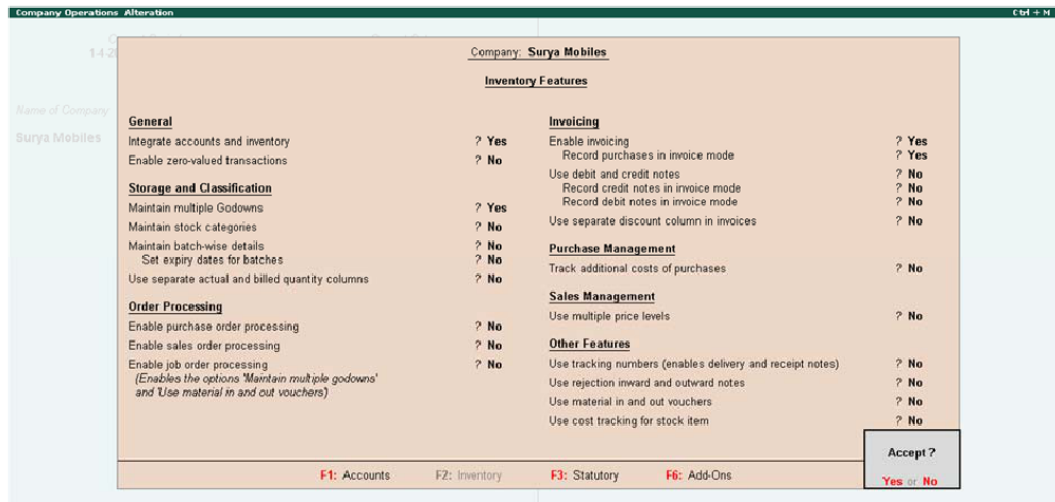 Company Operations Alteration Ctrl + M
Name of Company
Surya Mobiles
Company: Surya Mobiles
Inventory Features
General
Integrate accounts and inventory ? Yes
Enable zero-valued transactions ? No
Storage and Classification
Maintain multiple Godowns ? Yes
Maintain stock categories ? No
Maintain batch-wise details ? No
Set expiry dates for batches ? No
Use separate actual and billed quantity columns ? No
Order Processing
Enable purchase order processing ? No
Enable sales order processing ? No
Enable job order processing ? No
(Enables the options 'Maintain multiple godowns'
and 'Use material in and out vouchers)
Invoicing
Enable invoicing ? Yes
Record purchases in invoice mode ? Yes
Use debit and credit notes ? No
Record credit notes in invoice mode ? No
Record debit notes in invoice mode ? No
Use separate discount column in invoices ? No
Purchase Management
Track additional costs of purchases ? No
Sales Management
Use multiple price levels ? No
Other Features
Use tracking numbers (enables delivery and receipt notes) ? No
Use rejection inward and outward notes ? No
Use material in and out vouchers ? No
Use cost tracking for stock item ? No
F1: Accounts F2: Inventory F3: Statutory F6: Add-Ons
Accept ?
Yes or No